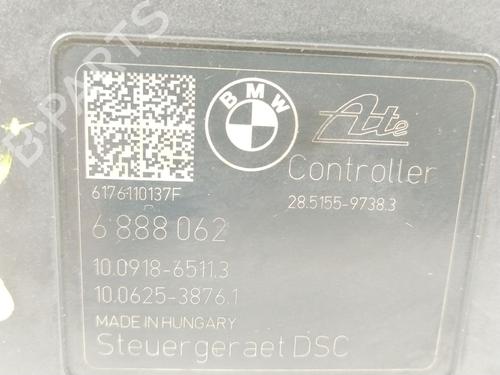 BMW
Ate
Controller
6176110137F
28.5155-9738.3
6 888 062
10.0918-6511.3
10.0625-3876.1
MADE IN HUNGARY
Steuergeraet DSC
B-PARTS